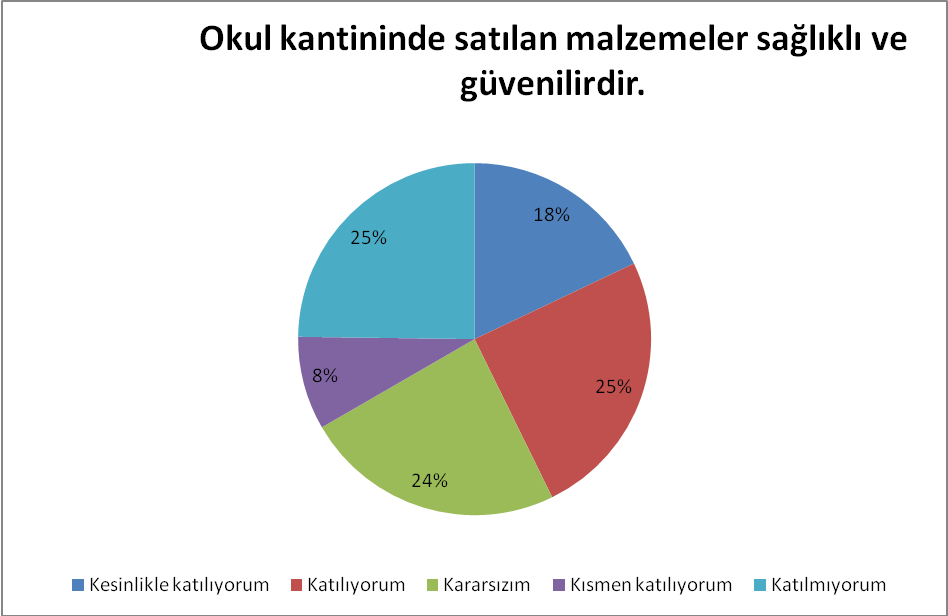 Okul kantininde satılan malzemeler sağlıklı ve
güvenilirdir.
18%
25%
25%
8%
24%
Kesinlikle katılıyorum Katılıyorum Kararsızım Kısmen katılıyorum Katılmıyorum